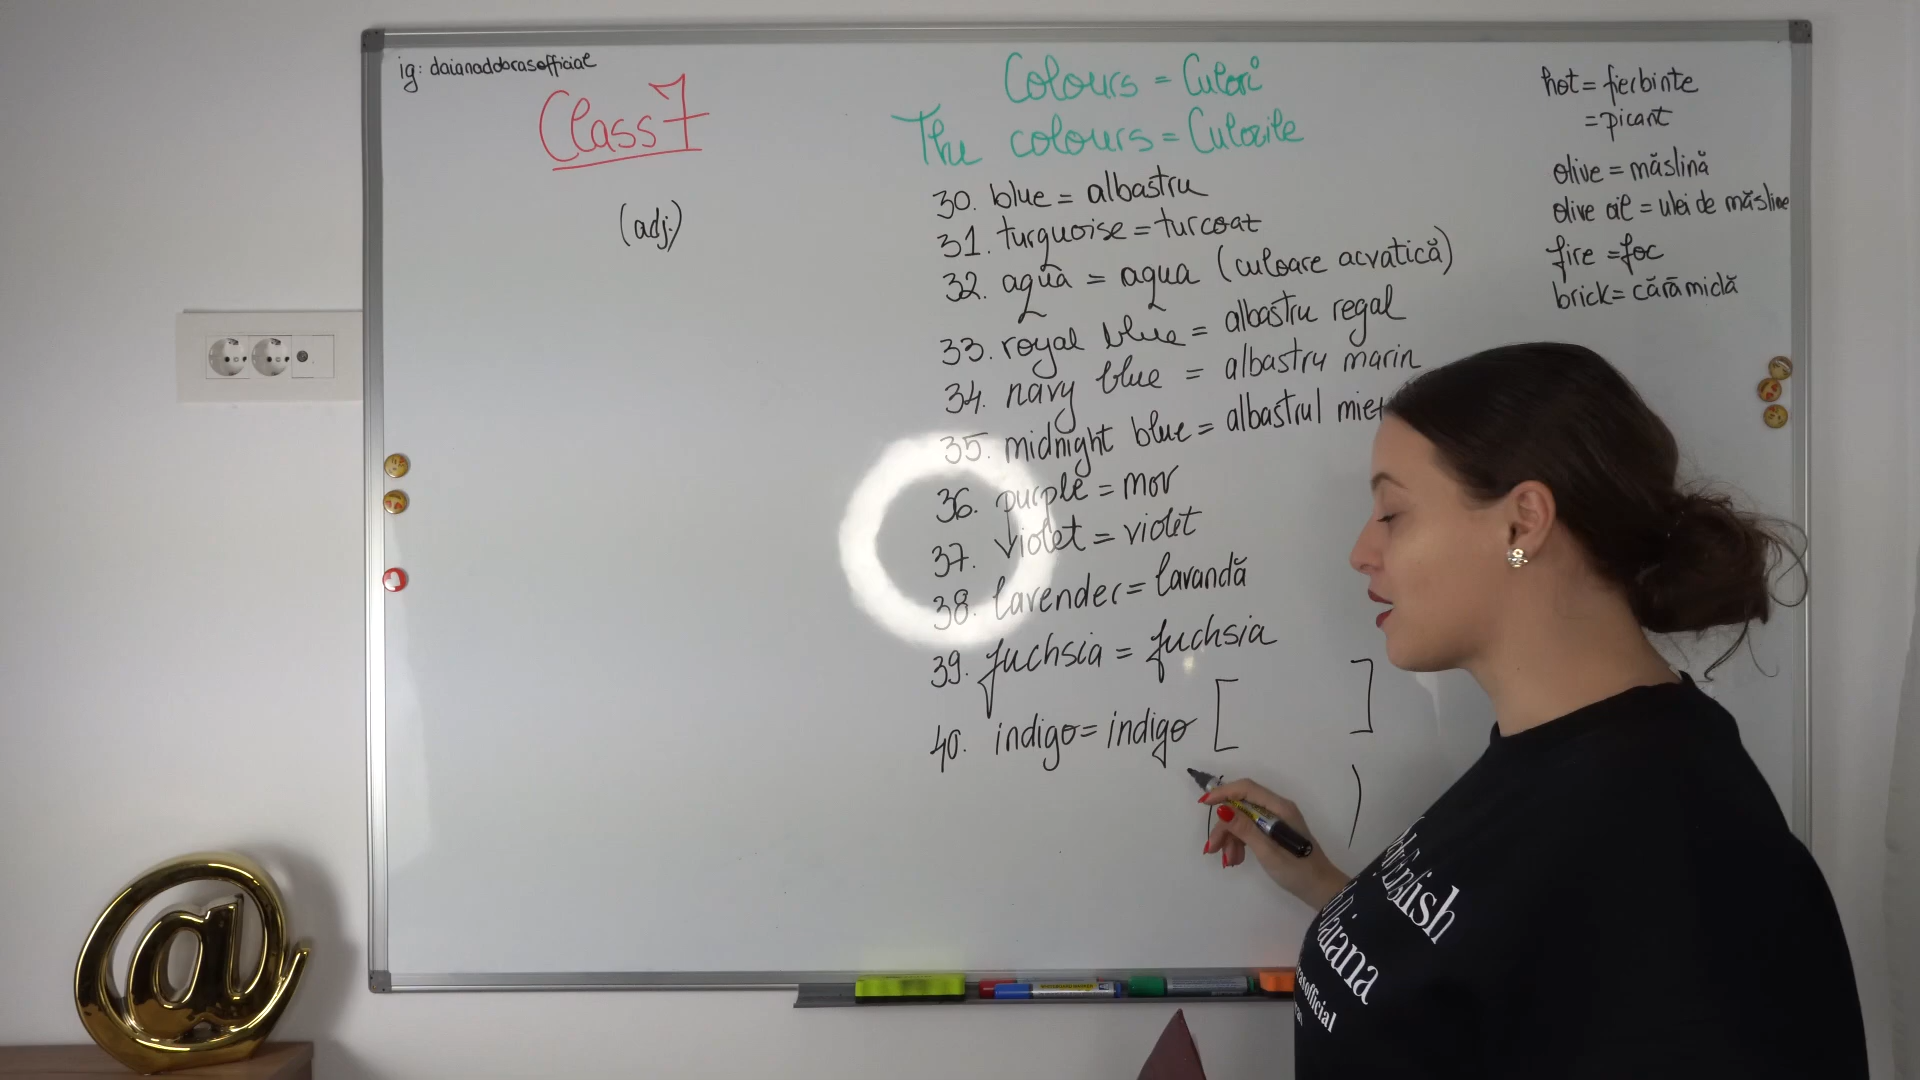 ig: daianadobrasofficial
Class 7
(adj.)
Colours = Culori
The colours = Culorile
30. blue = albastru
31. turquoise = turcoat
32. aqua = aqua (culoare acvatică)
33. royal blue = albastru regal
34. navy blue = albastru marin
35. midnight blue = albastrul
36. purple = mov
37. violet = violet
38. lavender = lavandă
39. fuchsia = fuchsia
40. indigo = indigo [ ]
( )
hot = fierbinte
= picant
olive = măslină
olive oil = ulei de măsline
fire = foc
brick = cărămidă
English
Daiana